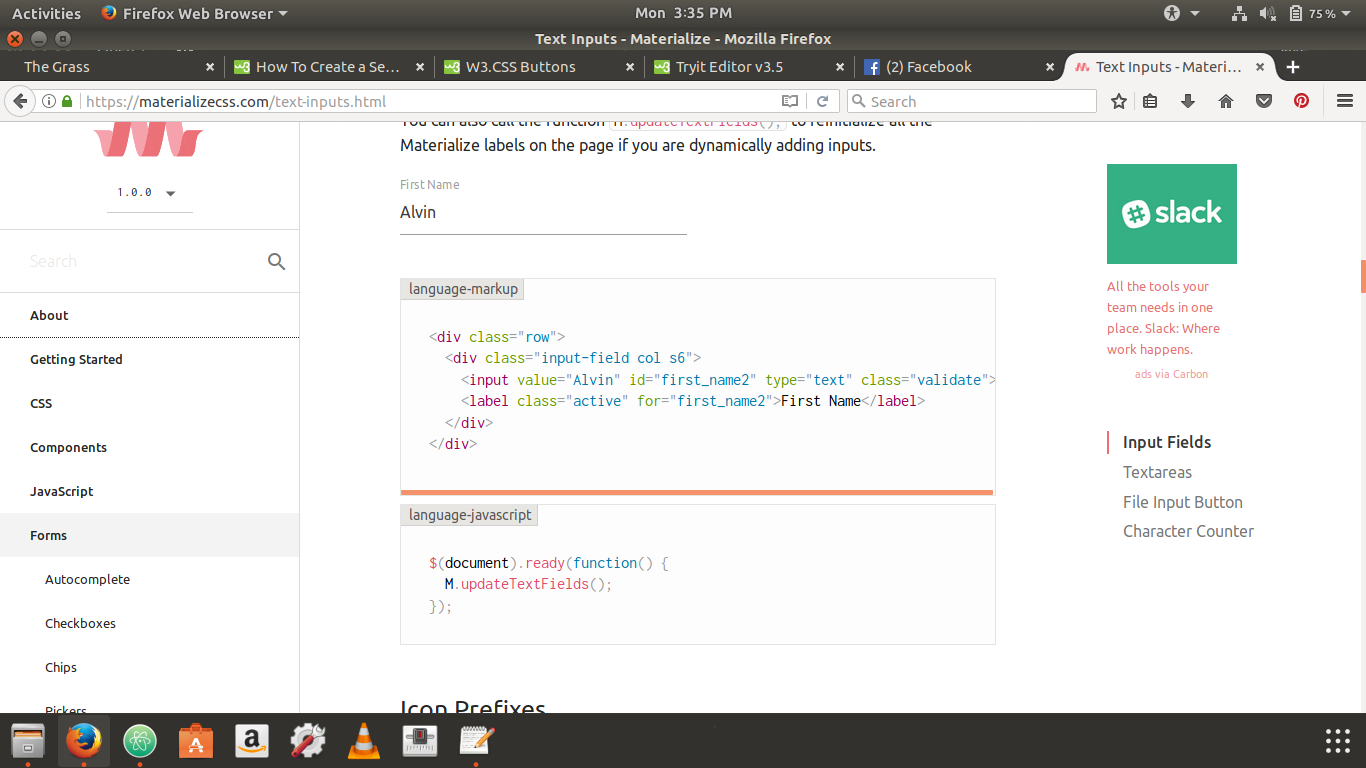 Activities Firefox Web Browser Mon 3:35 PM 75%
Text Inputs - Materialize - Mozilla Firefox
The Grass How To Create a Se... W3.CSS Buttons Tryit Editor v3.5 (2) Facebook Text Inputs - Materi...
https://materializecss.com/text-inputs.html Search
1.0.0
Search
About
Getting Started
CSS
Components
JavaScript
Forms
Autocomplete
Checkboxes
Chips
Pickers
You can also call the function M.updateTextFields(); to reinitialize all the
Materialize labels on the page if you are dynamically adding inputs.
First Name
Alvin
language-markup
<div class="row">
<div class="input-field col s6">
<input value="Alvin" id="first_name2" type="text" class="validate">
<label class="active" for="first_name2">First Name</label>
</div>
</div>
language-javascript
$(document).ready(function() {
M.updateTextFields();
});
Icon Prefixes
slack
All the tools your
team needs in one
place. Slack: Where
work happens.
ads via Carbon
Input Fields
Textareas
File Input Button
Character Counter